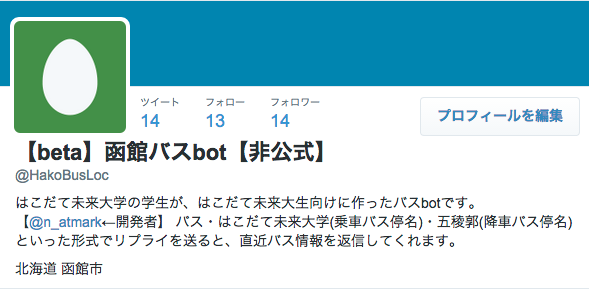 ツイート フォロー フォロワー
14 13 14
プロフィールを編集
【beta】函館バスbot【非公式】
@HakoBusLoc
はこだて未来大学の学生が、はこだて未来大生向けに作ったバスbotです。
【@n_atmark←開発者】 バス・はこだて未来大学(乗車バス停名)・五稜郭(降車バス停名)
といった形式でリプライを送ると、直近バス情報を返信してくれます。
北海道 函館市